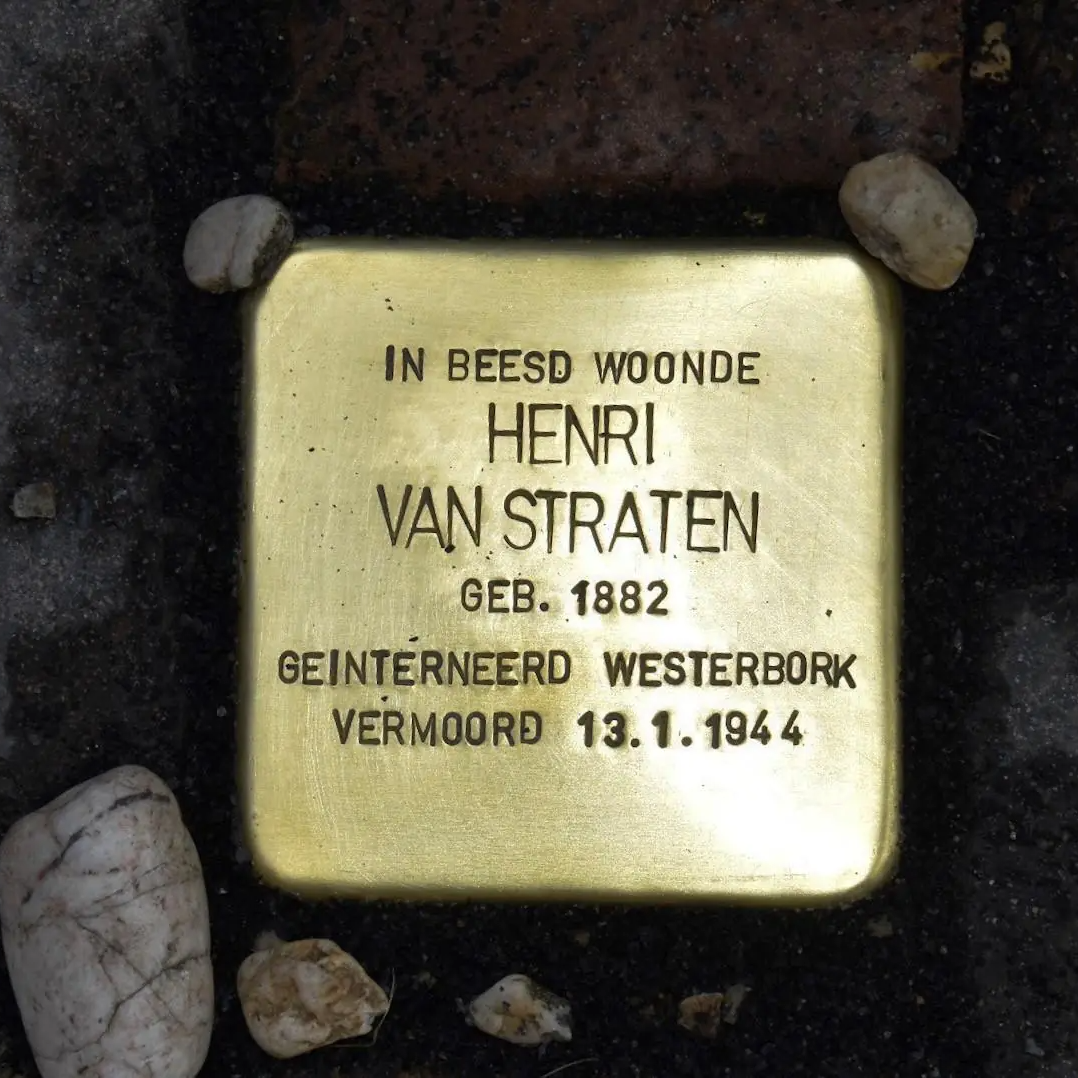 IN BEESD WOONDE
HENRI
VAN STRATEN
GEB. 1882
GEINTERNEERD WESTERBORK
VERMOORD 13.1.1944